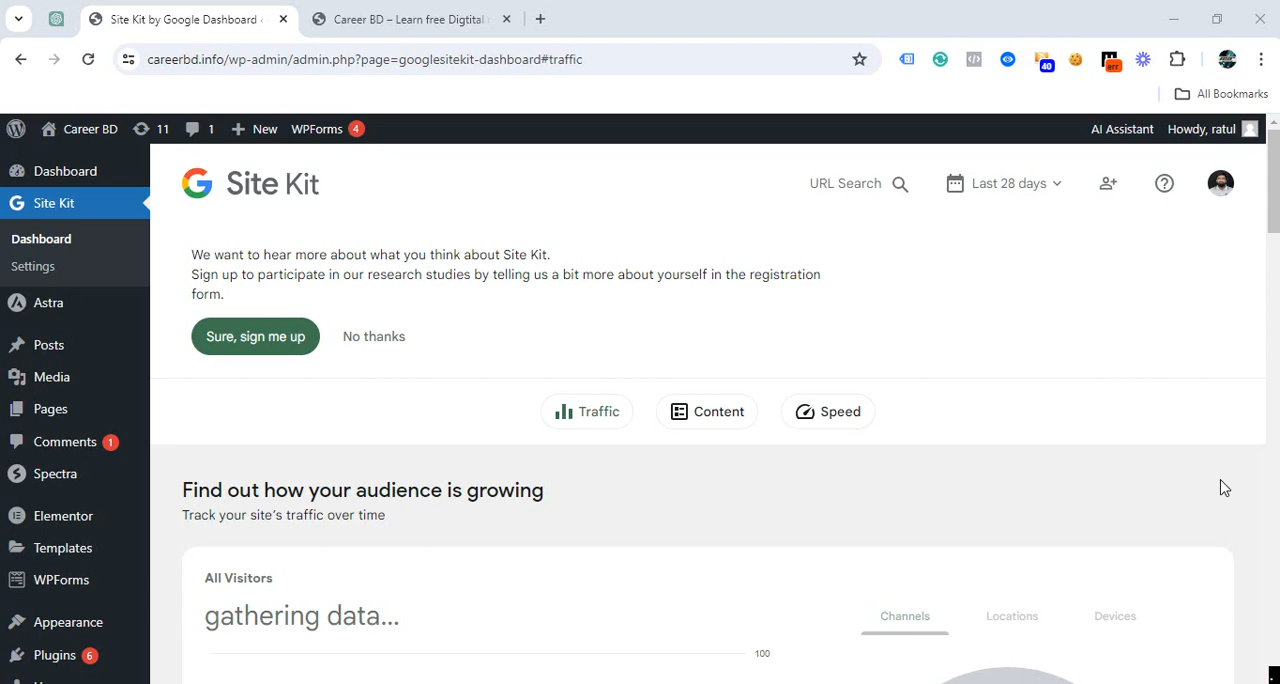 Site Kit by Google Dashboard
Career BD – Learn free Digital
careerbd.info/wp-admin/admin.php?page=googlesitekit-dashboard#traffic
40
err
All Bookmarks
Career BD
11
1
New
WPForms 4
AI Assistant
Howdy, ratul
Dashboard
Site Kit
Dashboard
Settings
Astra
Posts
Media
Pages
Comments 1
Spectra
Elementor
Templates
WPForms
Appearance
Plugins 6
Site Kit
URL Search
Last 28 days
We want to hear more about what you think about Site Kit.
Sign up to participate in our research studies by telling us a bit more about yourself in the registration
form.
Sure, sign me up
No thanks
Traffic
Content
Speed
Find out how your audience is growing
Track your site's traffic over time
All Visitors
gathering data...
Channels
Locations
Devices
100